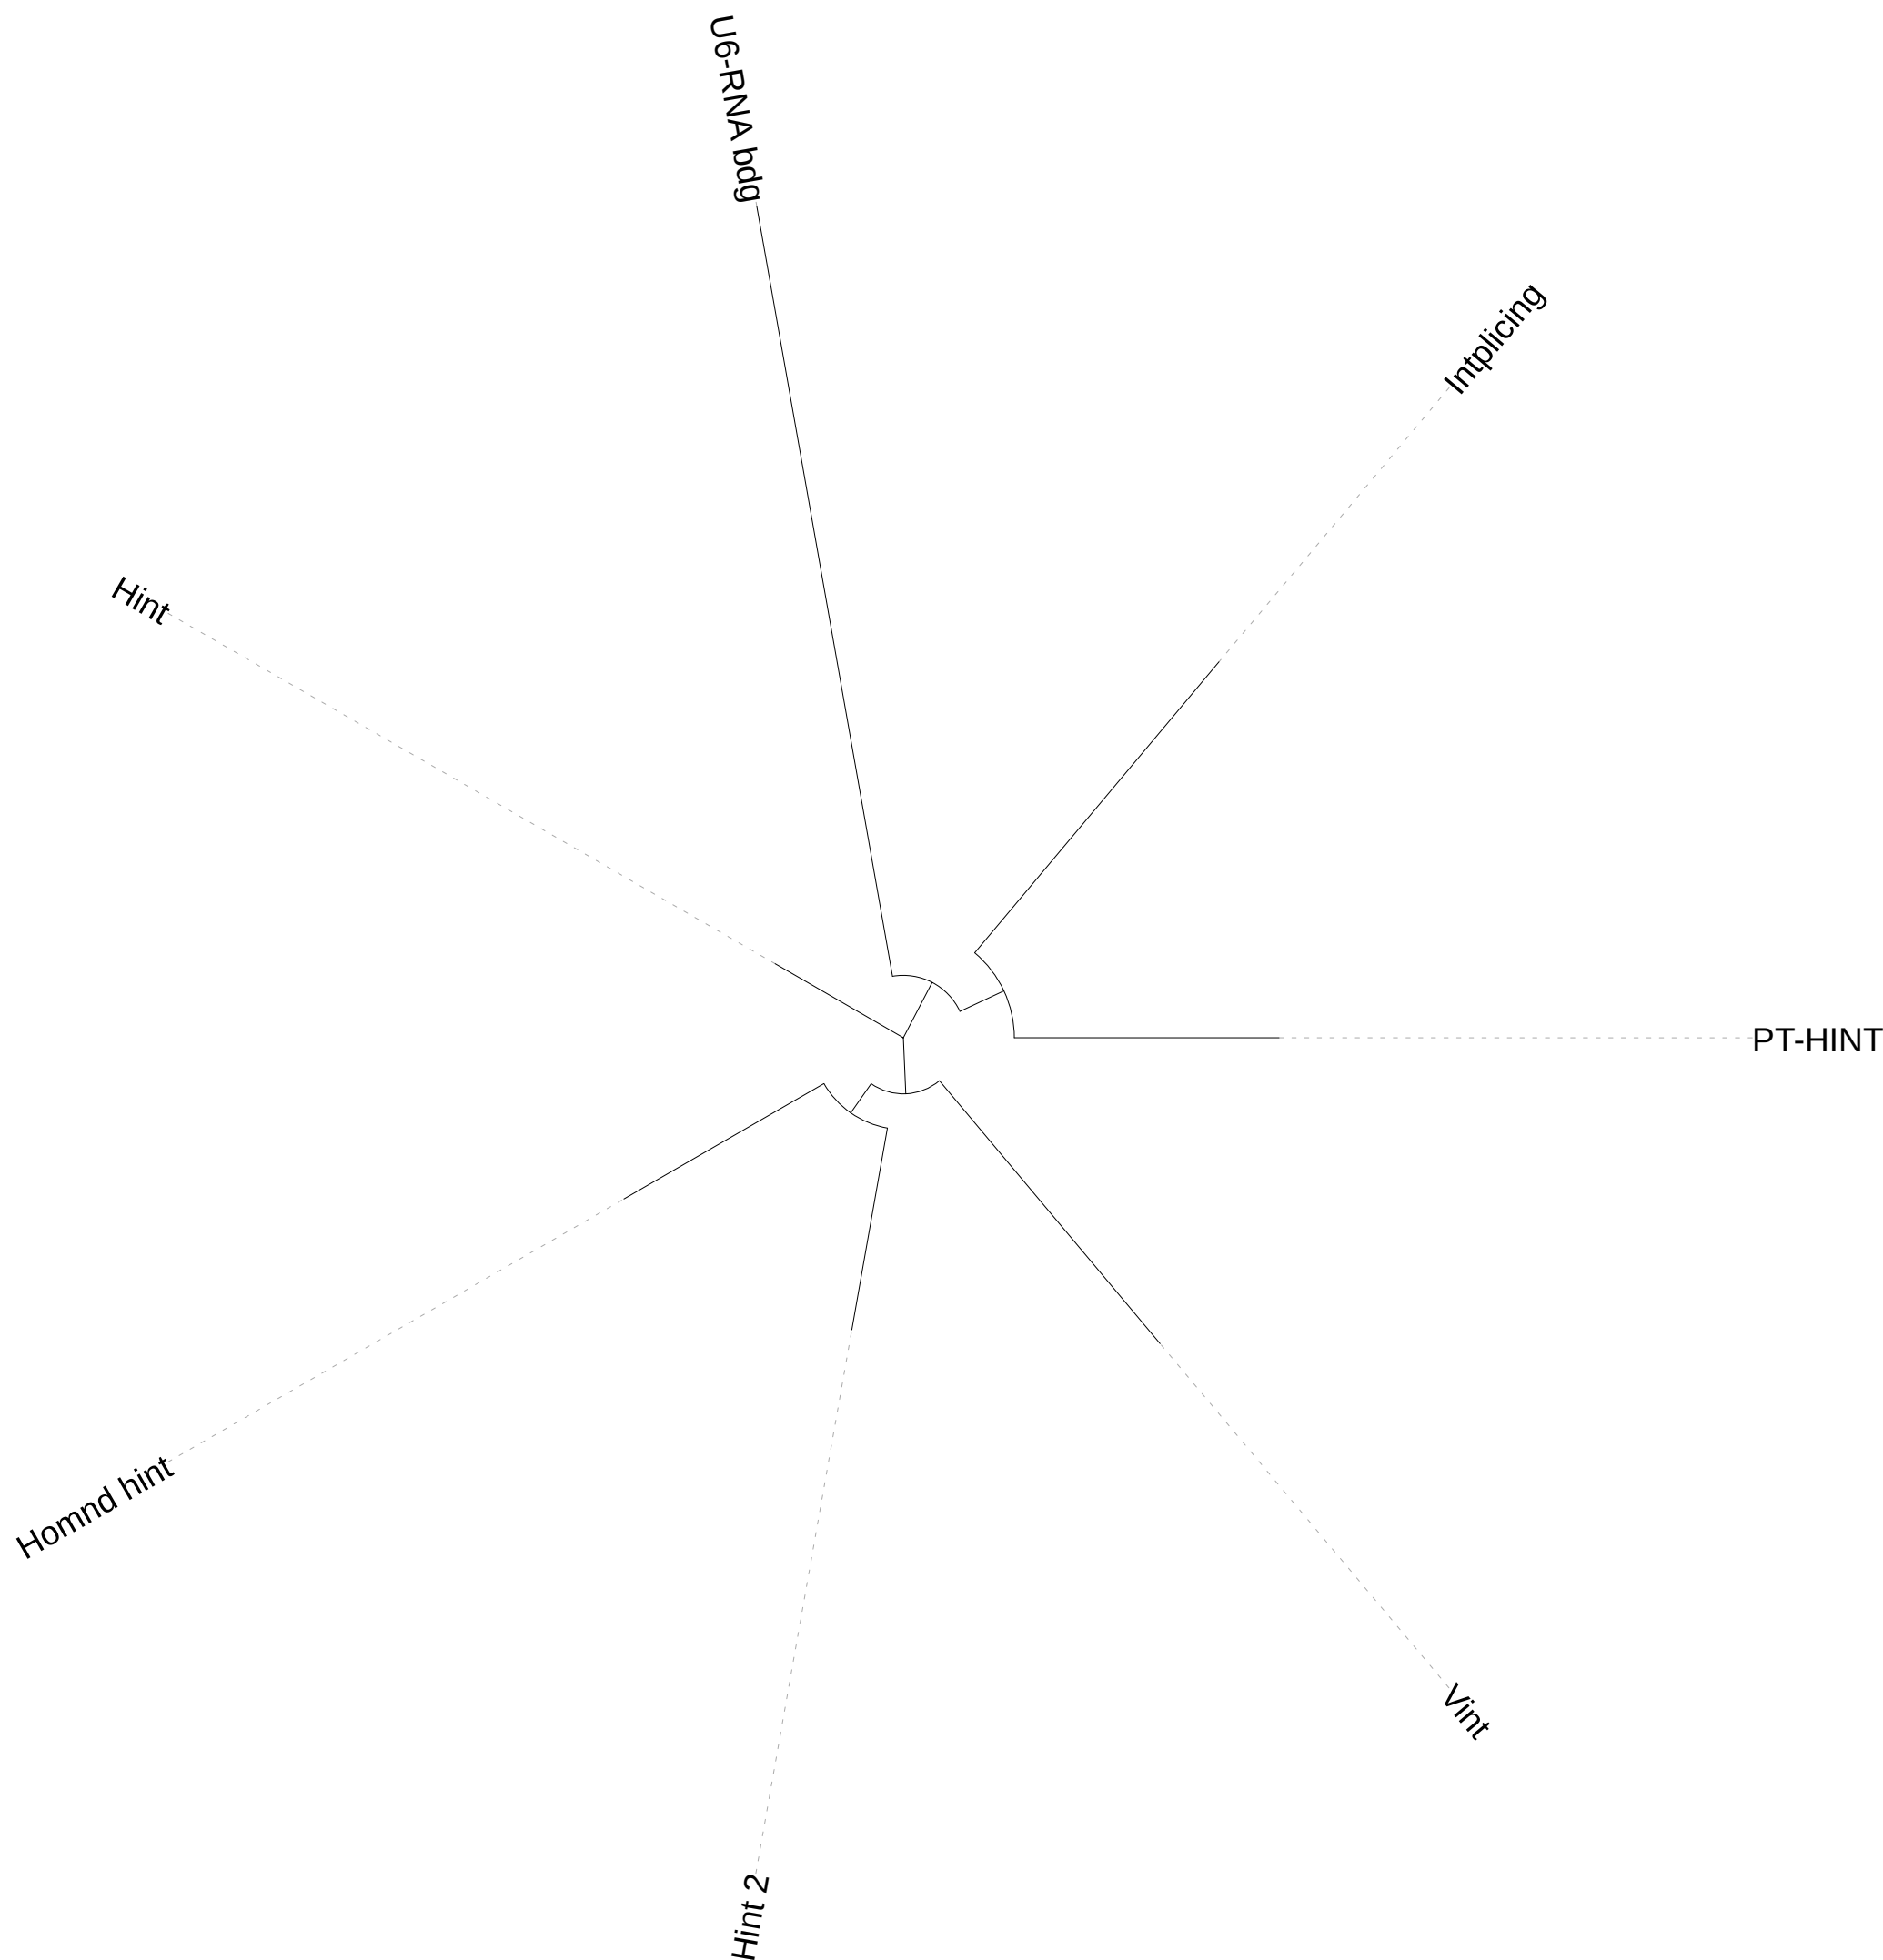 U6-RNA bdg
Intplicing
Hint
PT-HINT
Homnd hint
Vint
Hint 2